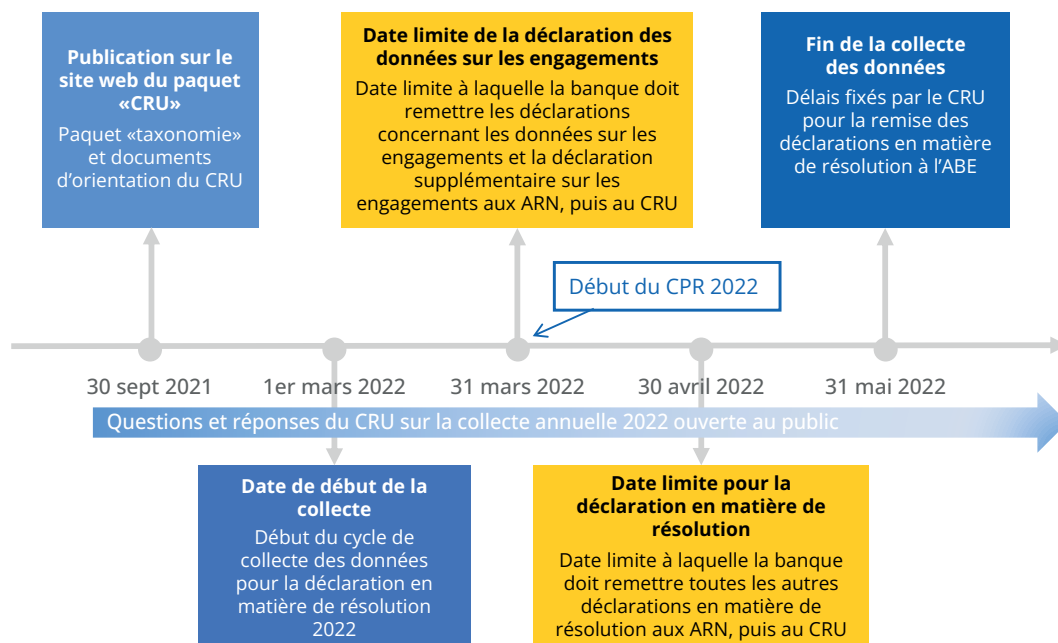 Publication sur le
site web du paquet
«CRU»
Paquet «taxonomie»
et documents
d’orientation du CRU
Date limite de la déclaration des
données sur les engagements
Date limite à laquelle la banque doit
remettre les déclarations
concernant les données sur les
engagements et la déclaration
supplémentaire sur les
engagements aux ARN, puis au CRU
Fin de la collecte
des données
Délais fixés par le CRU
pour la remise des
déclarations en matière
de résolution à l’ABE
Début du CPR 2022
30 sept 2021
1er mars 2022
31 mars 2022
30 avril 2022
31 mai 2022
Questions et réponses du CRU sur la collecte annuelle 2022 ouverte au public
Date de début de la
collecte
Début du cycle de
collecte des données
pour la déclaration en
matière de résolution
2022
Date limite pour la
déclaration en matière de
résolution
Date limite à laquelle la banque
doit remettre toutes les autres
déclarations en matière de
résolution aux ARN, puis au CRU